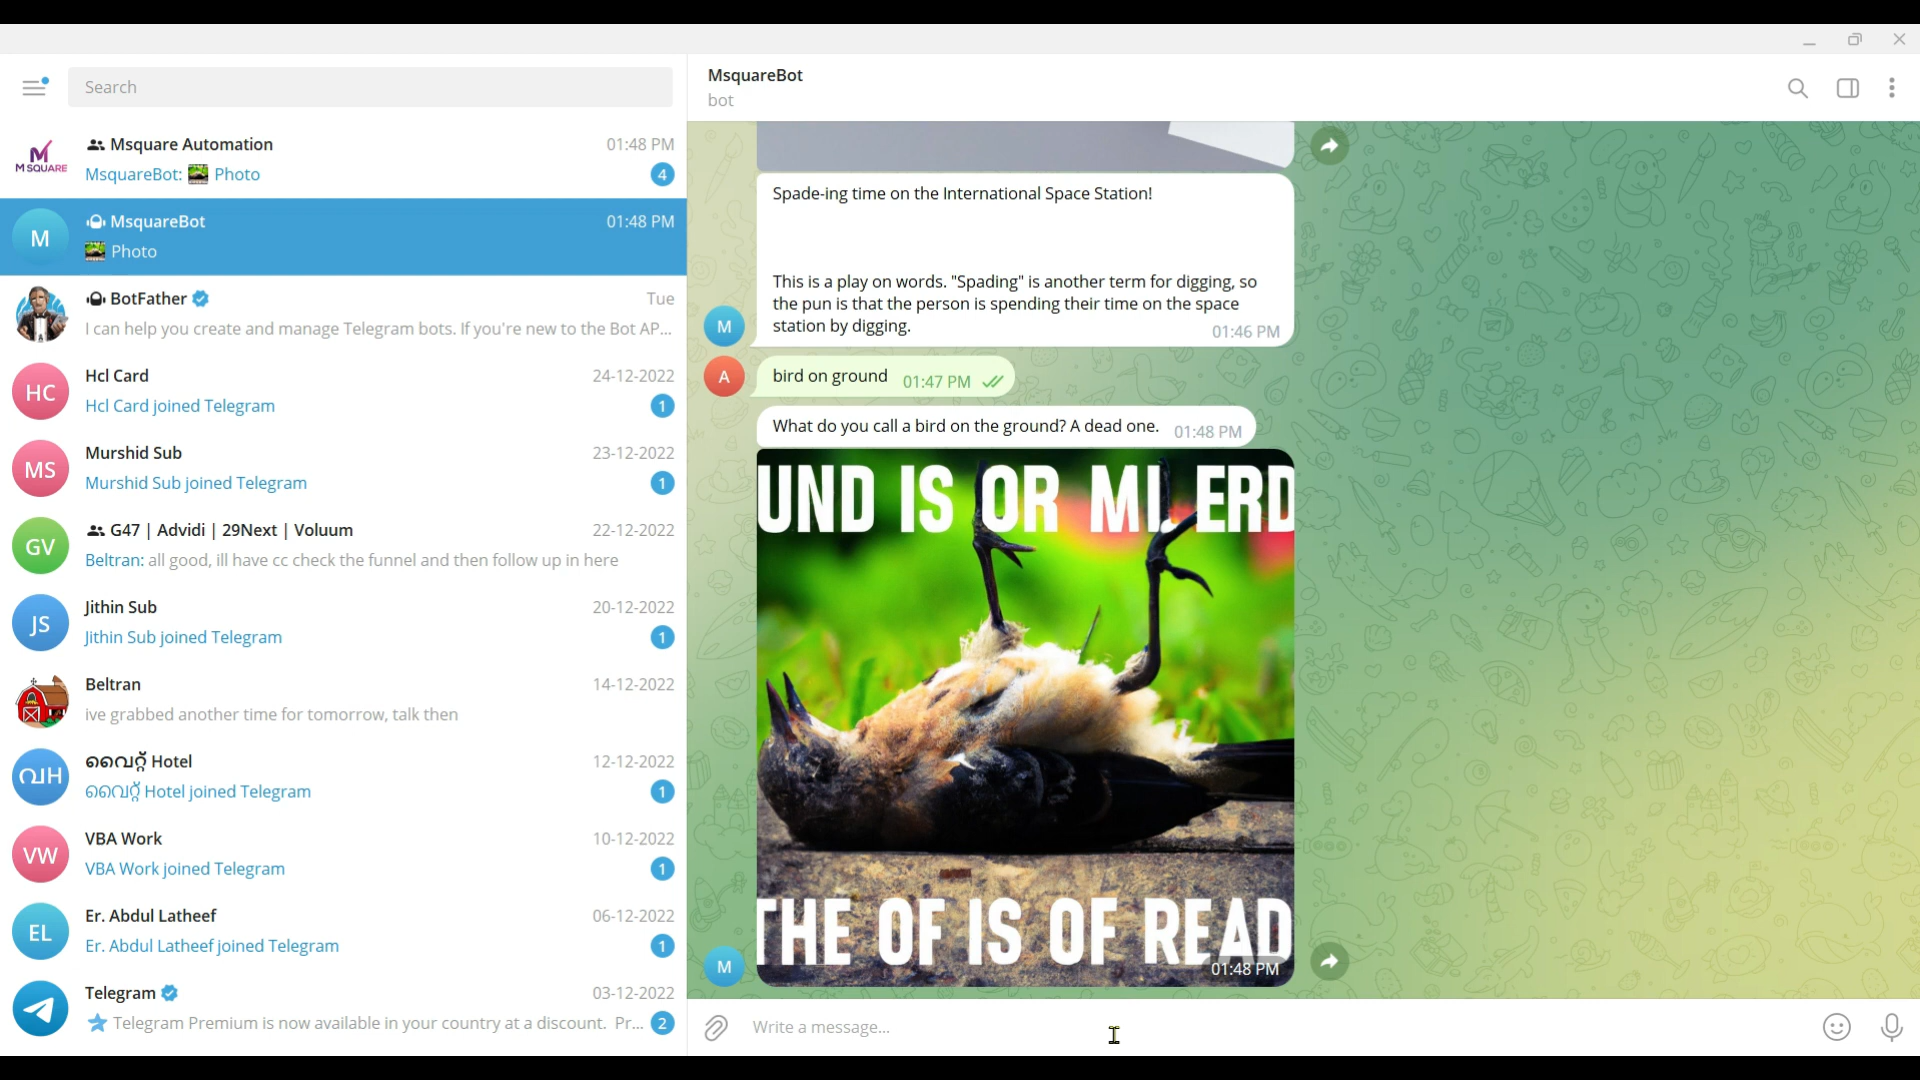 Search
Msquare Automation 01:48 PM
M SQUARE
MsquareBot: Photo 4
M
MsquareBot 01:48 PM
Photo
BotFather Tue
I can help you create and manage Telegram bots. If you're new to the Bot AP...
HC
Hcl Card 24-12-2022
Hcl Card joined Telegram 1
MS
Murshid Sub 23-12-2022
Murshid Sub joined Telegram 1
GV
G47 | Advidi | 29Next | Voluum 22-12-2022
Beltran: all good, ill have cc check the funnel and then follow up in here
JS
Jithin Sub 20-12-2022
Jithin Sub joined Telegram 1
Beltran 14-12-2022
ive grabbed another time for tomorrow, talk then
വH
വൈറ്റ് Hotel 12-12-2022
വൈറ്റ് Hotel joined Telegram 1
VW
VBA Work 10-12-2022
VBA Work joined Telegram 1
EL
Er. Abdul Latheef 06-12-2022
Er. Abdul Latheef joined Telegram 1
Telegram 03-12-2022
Telegram Premium is now available in your country at a discount. Pr... 2
MsquareBot
bot
Spade-ing time on the International Space Station!
This is a play on words. "Spading" is another term for digging, so
the pun is that the person is spending their time on the space
station by digging. 01:46 PM
M
A
bird on ground 01:47 PM
What do you call a bird on the ground? A dead one. 01:48 PM
UND IS OR MI ERD
THE OF IS OF READ
01:48 PM
M
Write a message...